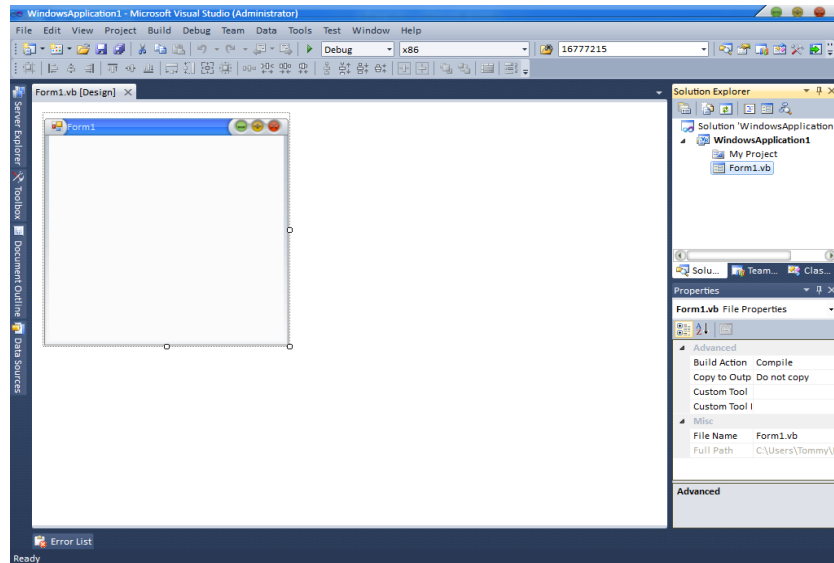 WindowsApplication1 - Microsoft Visual Studio (Administrator)
File Edit View Project Build Debug Team Data Tools Test Window Help
Debug x86 16777215
Form1.vb [Design]
Solution Explorer
Server Explorer
Toolbox
Document Outline
Data Sources
Form1
Solution 'WindowsApplication
WindowsApplication1
My Project
Form1.vb
Solu... Team... Clas...
Properties
Form1.vb File Properties
Advanced
Build Action Compile
Copy to Outp Do not copy
Custom Tool
Custom Tool I
Misc
File Name Form1.vb
Full Path C:\Users\Tommy\
Advanced
Error List
Ready